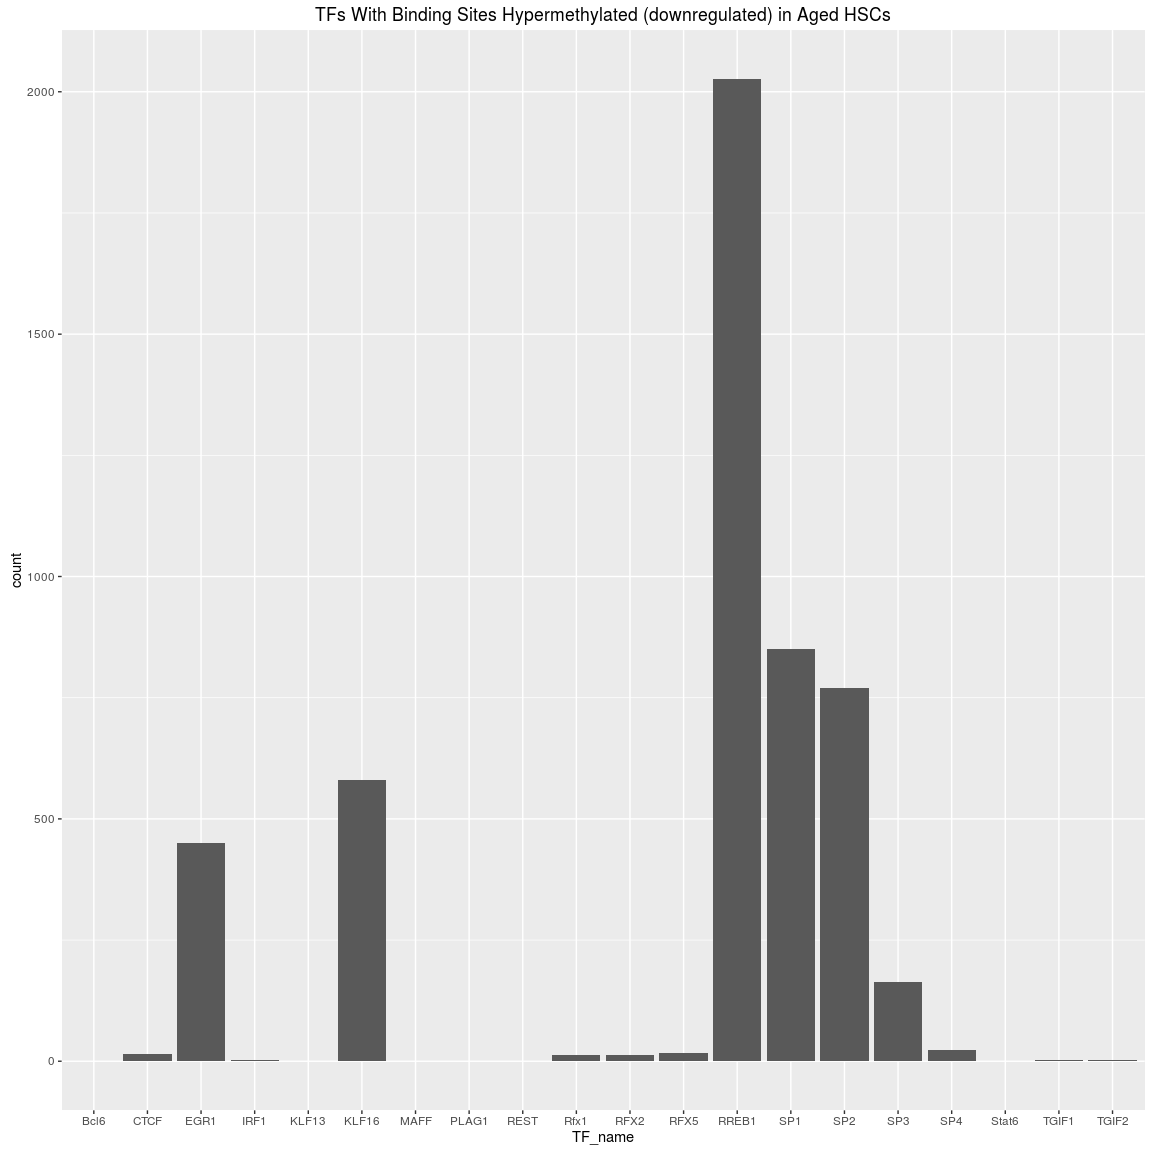 TFs With Binding Sites Hypermethylated (downregulated) in Aged HSCs
2000
1500
1000
500
0
count
Bcl6 CTCF EGR1 IRF1 KLF13 KLF16 MAFF PLAG1 REST Rfx1 RFX2 RFX5 RREB1 SP1 SP2 SP3 SP4 Stat6 TGIF1 TGIF2
TF_name